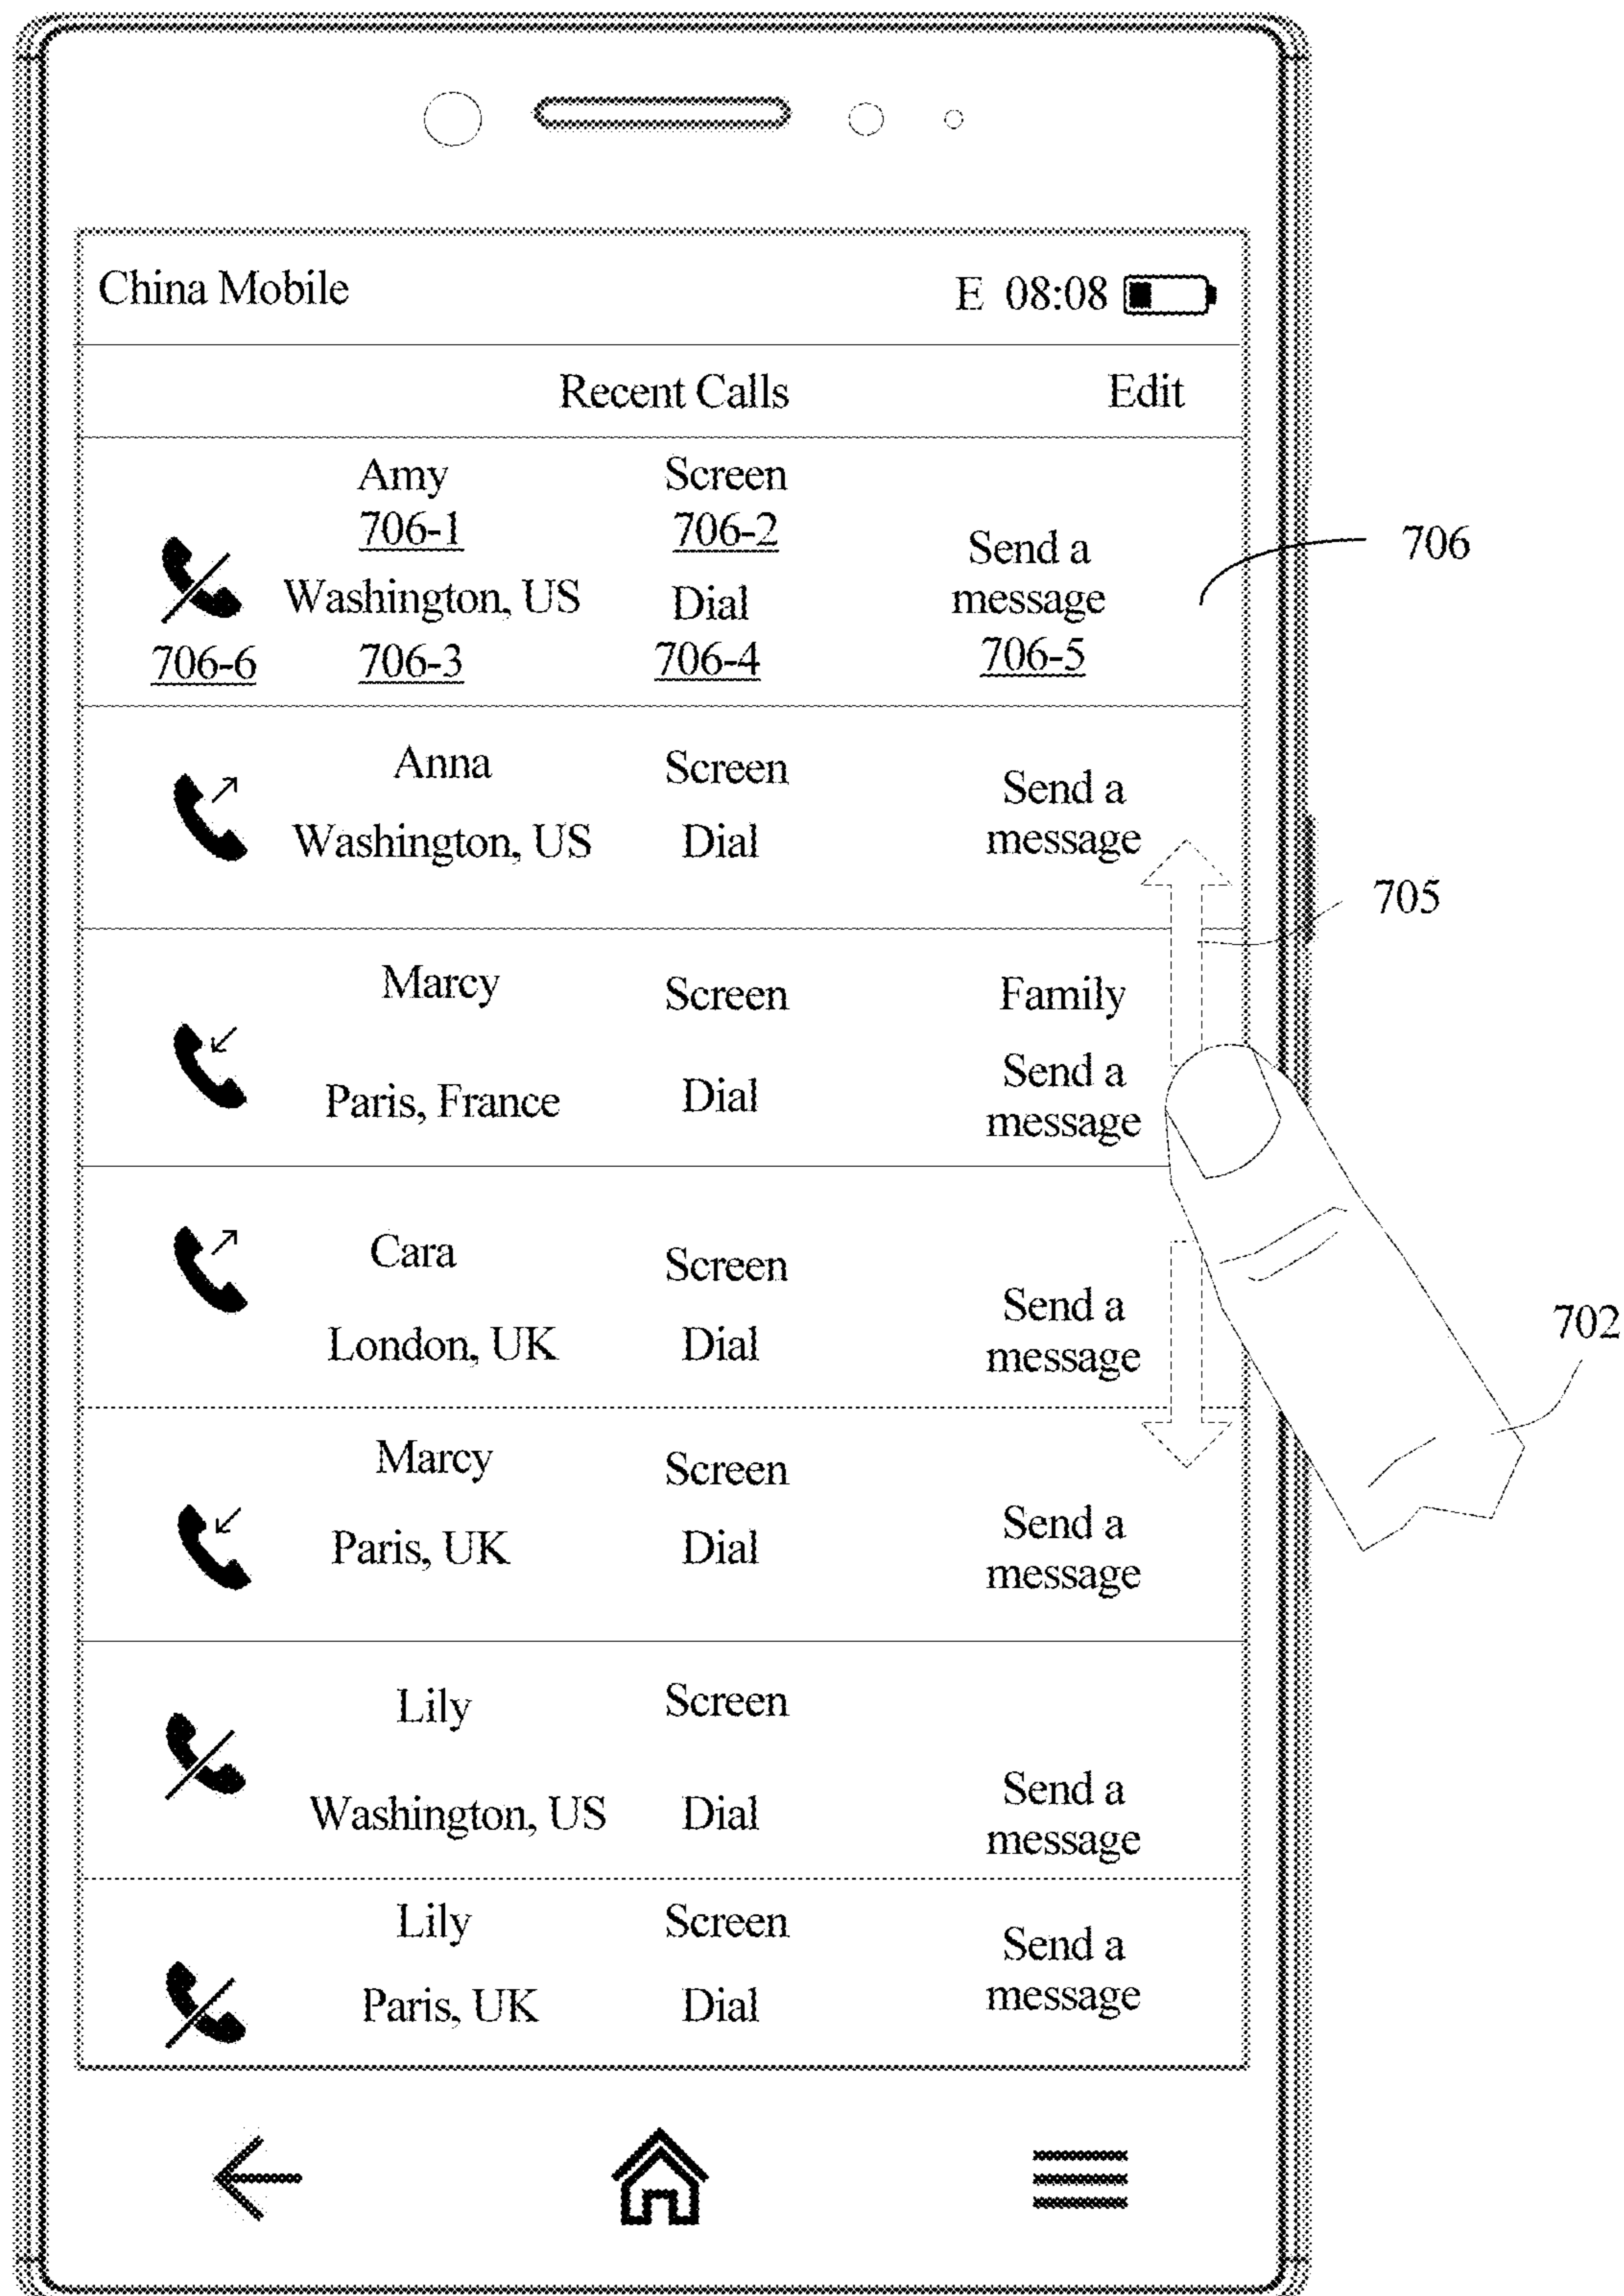 China Mobile E 08:08
Recent Calls Edit
Amy Screen
706-1 706-2
Send a
message
706
Washington, US Dial
706-6 706-3 706-4 706-5
Anna Screen
Send a
message
Washington, US Dial
705
Marcy Screen Family
Send a
message
Paris, France Dial
Cara Screen
Send a
message
London, UK Dial
702
Marcy Screen
Send a
message
Paris, UK Dial
Lily Screen
Send a
message
Washington, US Dial
Lily Screen
Send a
message
Paris, UK Dial